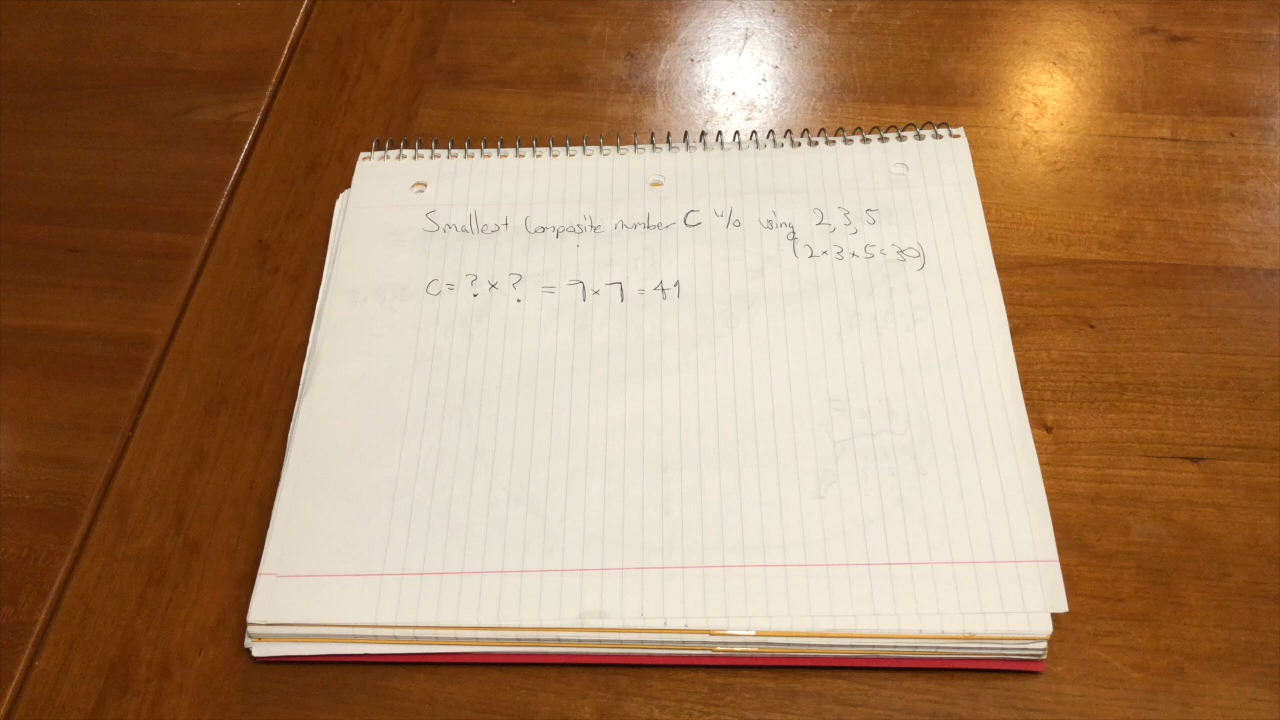 Smallest Composite number C w/o using 2, 3, 5
(2×3×5=30)
C = ? × ? = 7×7 = 49